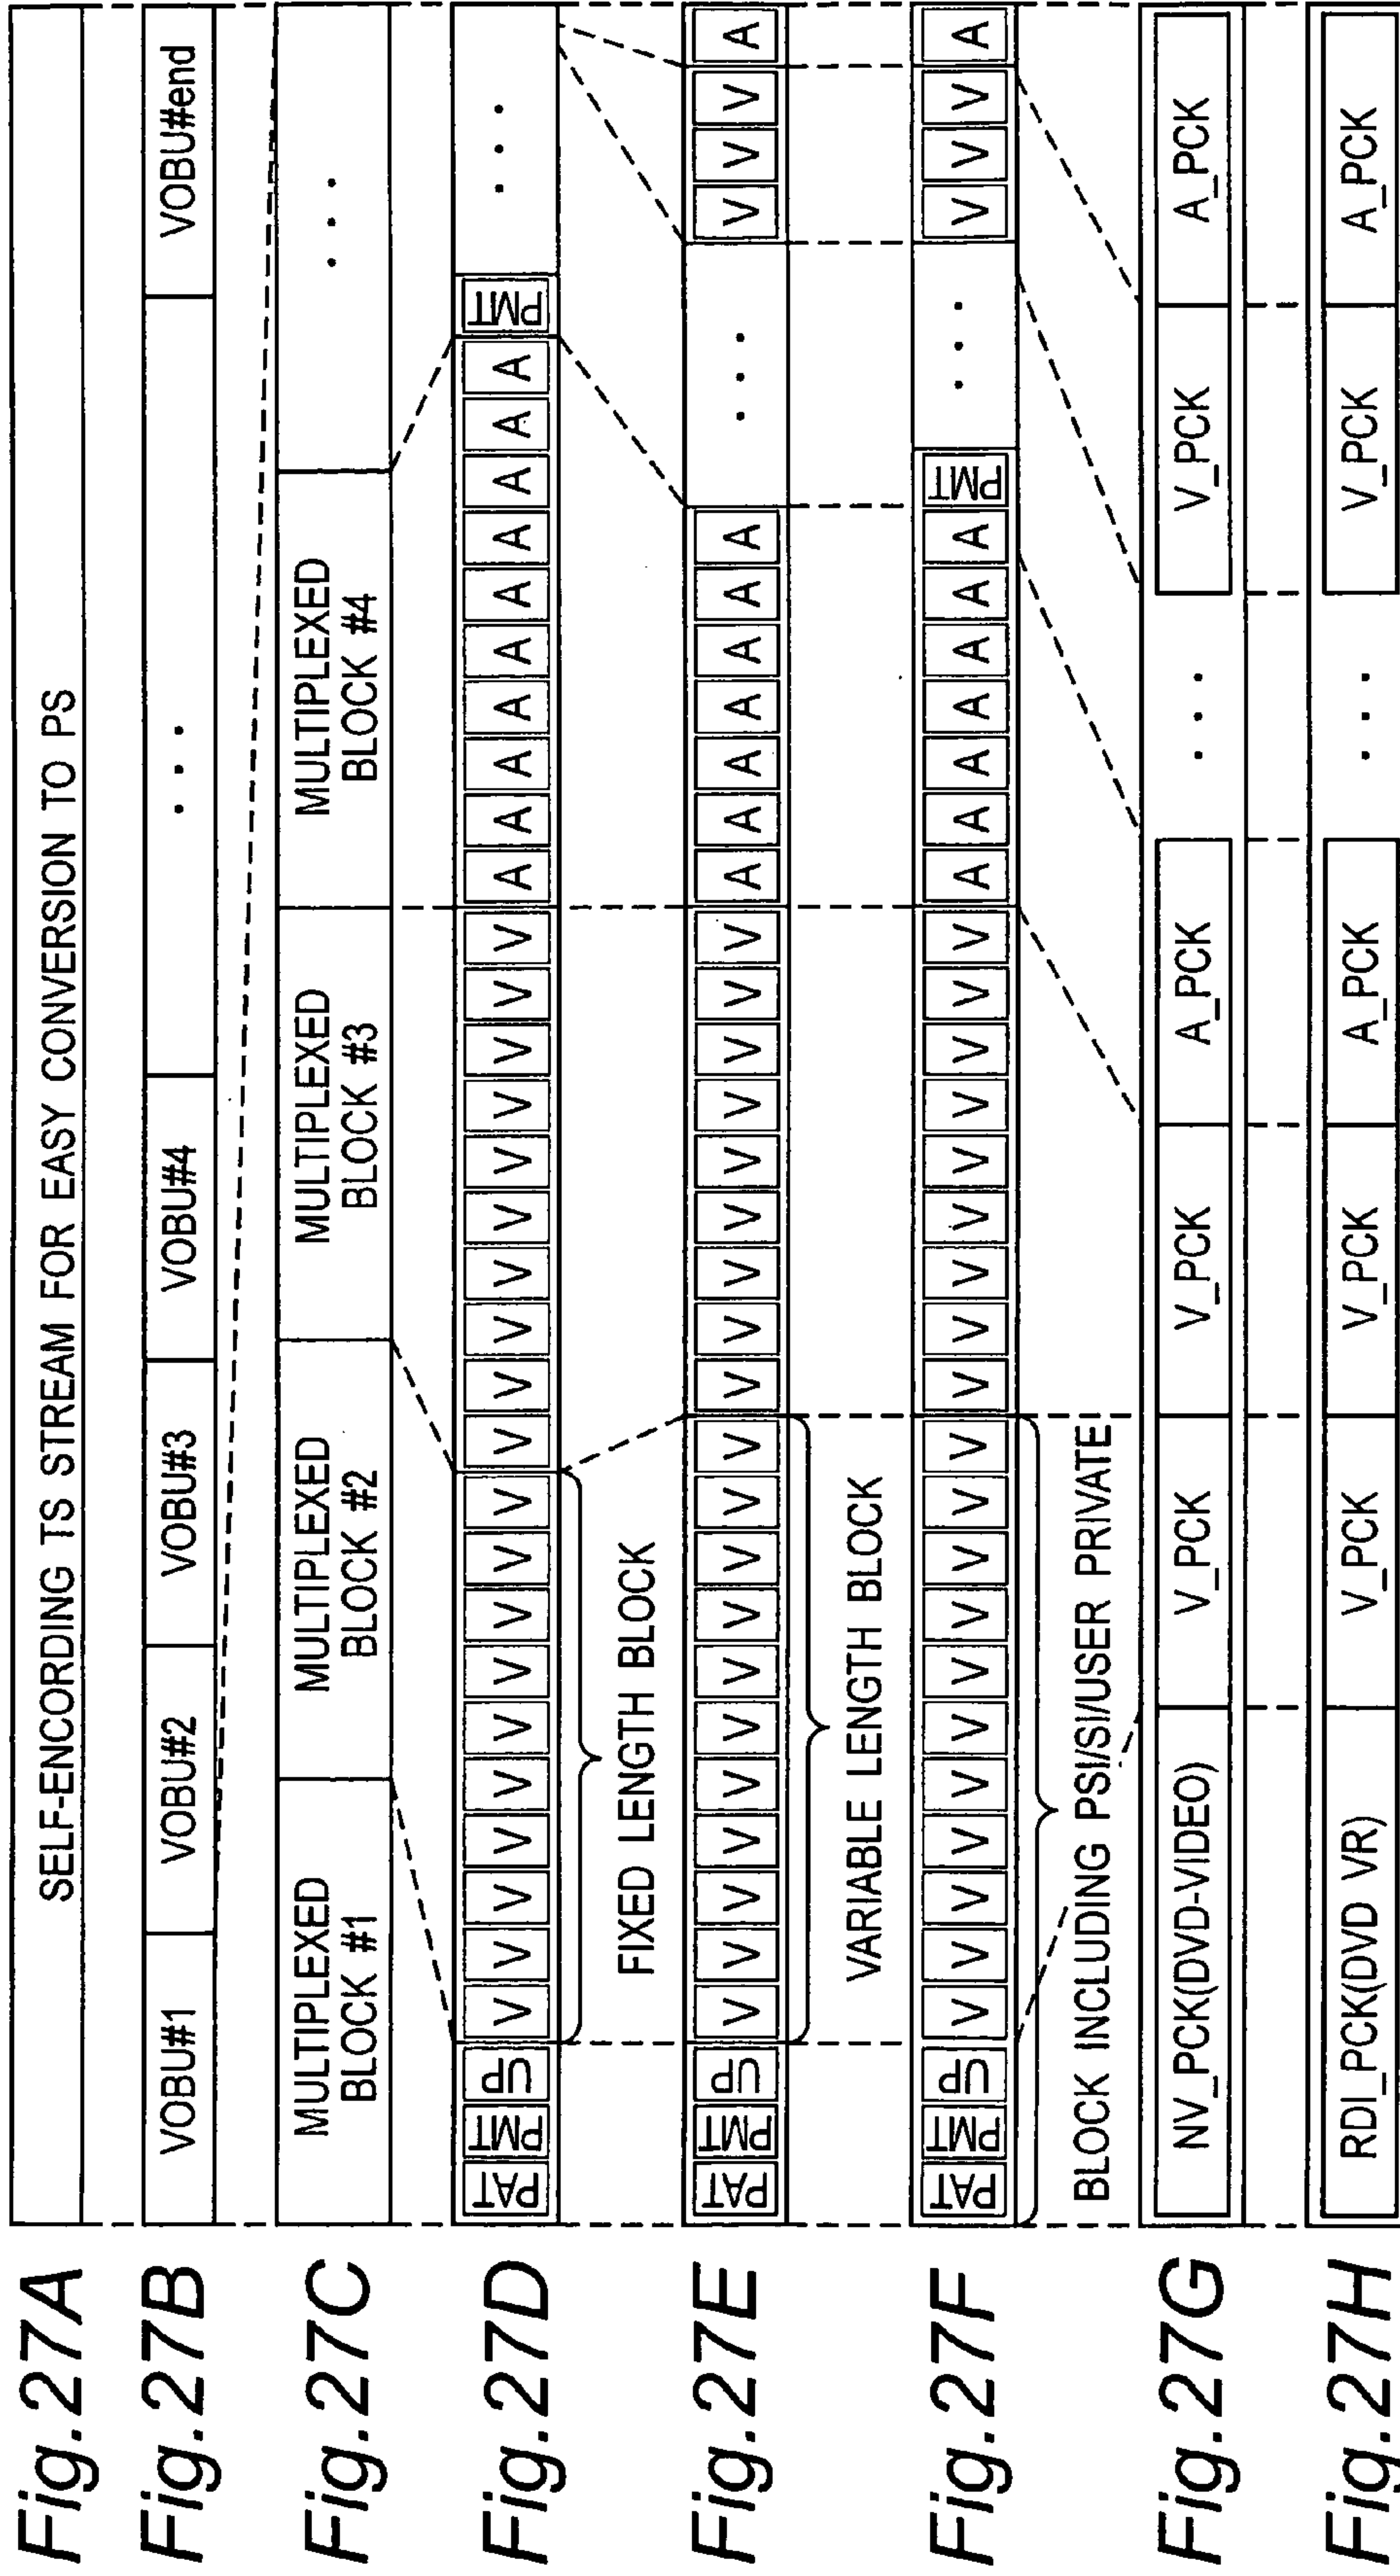 Fig.27A
SELF-ENCORDING TS STREAM FOR EASY CONVERSION TO PS
Fig.27B
VOBU#1 VOBU#2 VOBU#3 VOBU#4 ... VOBU#end
Fig.27C
MULTIPLEXED BLOCK #1 MULTIPLEXED BLOCK #2 MULTIPLEXED BLOCK #3 MULTIPLEXED BLOCK #4 ...
Fig.27D
PAT PMT UP V V V V V V V V V V V V V V V V V V V V A A A A A A A A A A PMT ...
FIXED LENGTH BLOCK
Fig.27E
PAT PMT UP V V V V V V V V V V V V V V V V V V V V A A A A A A A ... V V V A
VARIABLE LENGTH BLOCK
Fig.27F
PAT PMT UP V V V V V V V V V V V V V V V V V V V V A A A A A A A PMT ... V V V A
BLOCK INCLUDING PSI/SI/USER PRIVATE
Fig.27G
NV_PCK(DVD-VIDEO) V_PCK V_PCK A_PCK ... V_PCK A_PCK
Fig.27H
RDI_PCK(DVD VR) V_PCK V_PCK A_PCK ... V_PCK A_PCK